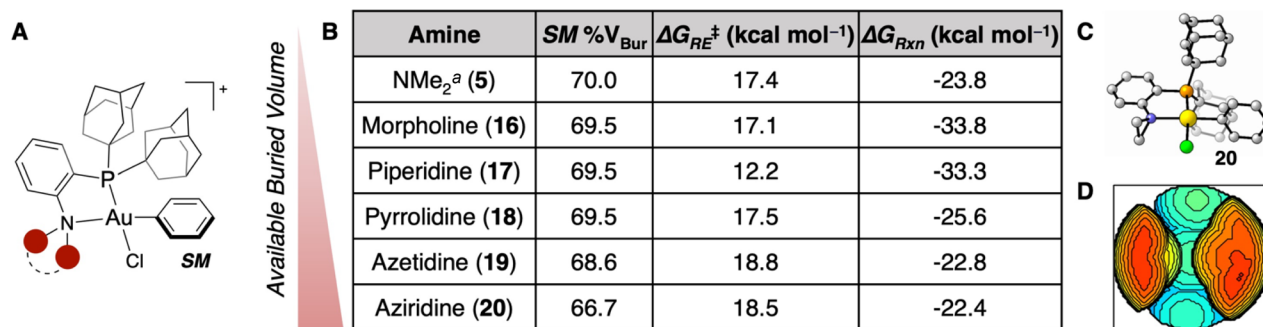 A
+
P
N
Au
Cl
SM
Available Buried Volume
B
Amine SM %VBur ΔGRE‡ (kcal mol−1) ΔGRxn (kcal mol−1)
NMe2a (5) 70.0 17.4 -23.8
Morpholine (16) 69.5 17.1 -33.8
Piperidine (17) 69.5 12.2 -33.3
Pyrrolidine (18) 69.5 17.5 -25.6
Azetidine (19) 68.6 18.8 -22.8
Aziridine (20) 66.7 18.5 -22.4
C
20
D